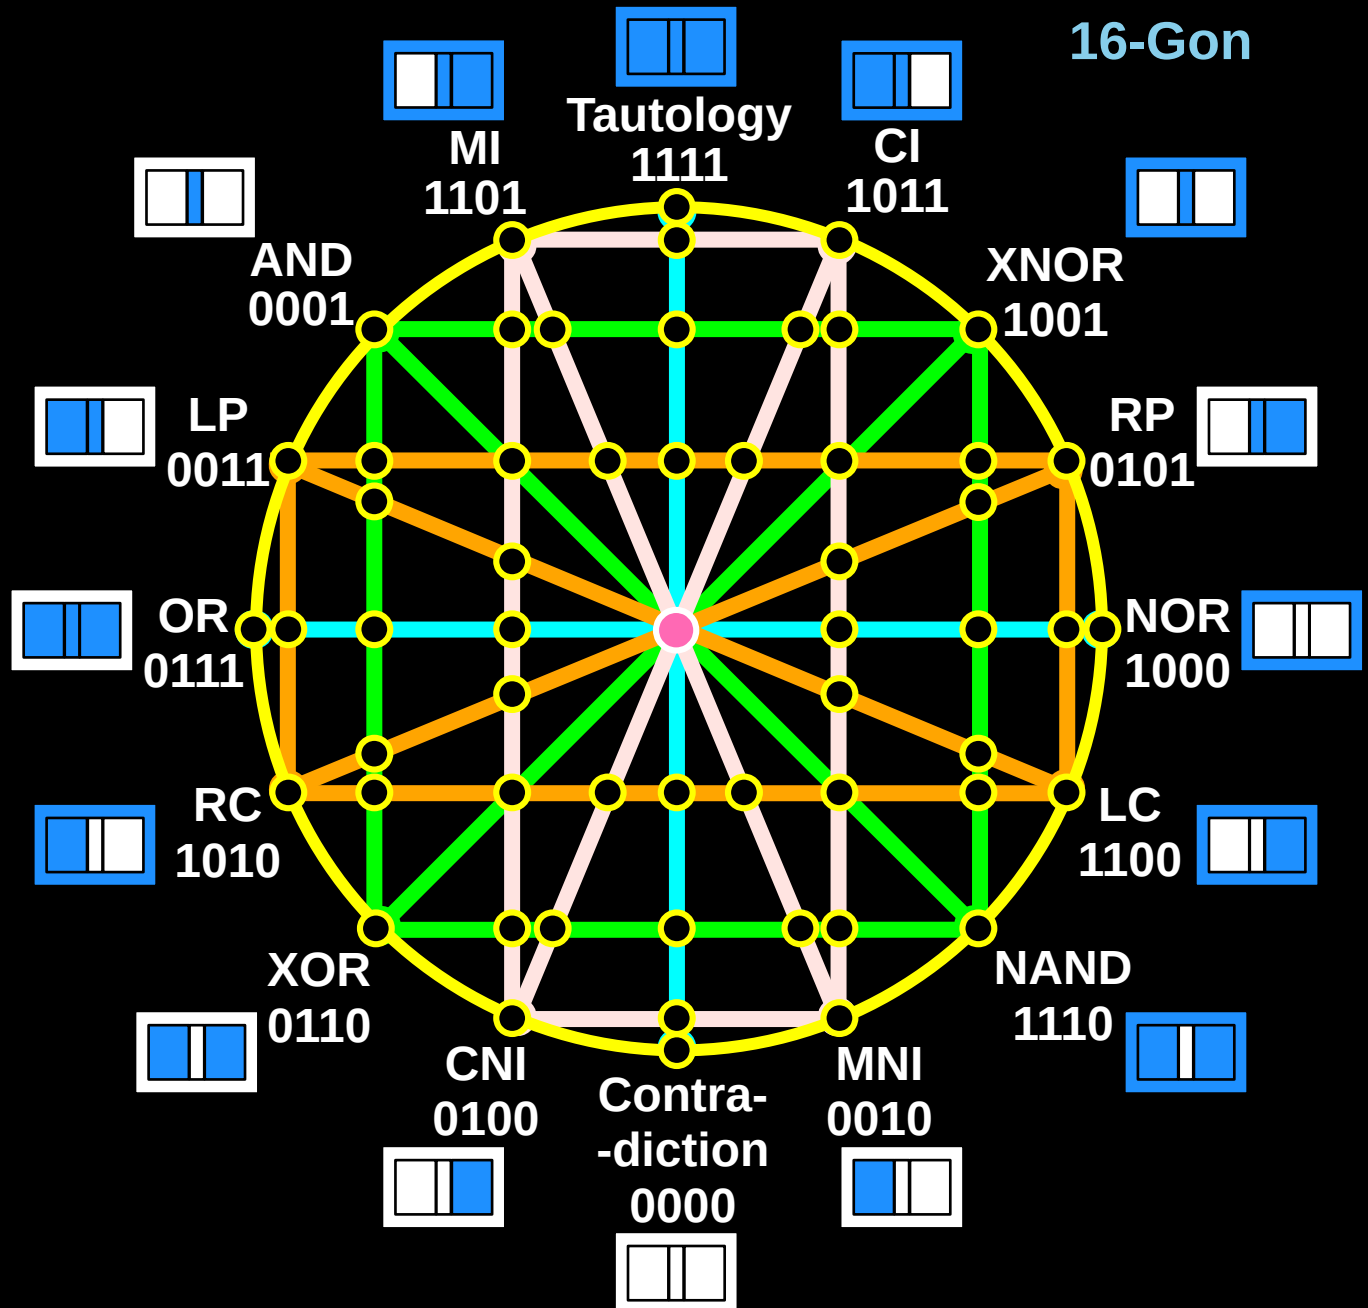 16-Gon
Tautology
1111
MI
1101
CI
1011
AND
0001
XNOR
1001
LP
0011
RP
0101
OR
0111
NOR
1000
RC
1010
LC
1100
XOR
0110
NAND
1110
CNI
0100
Contra-
-diction
0000
MNI
0010